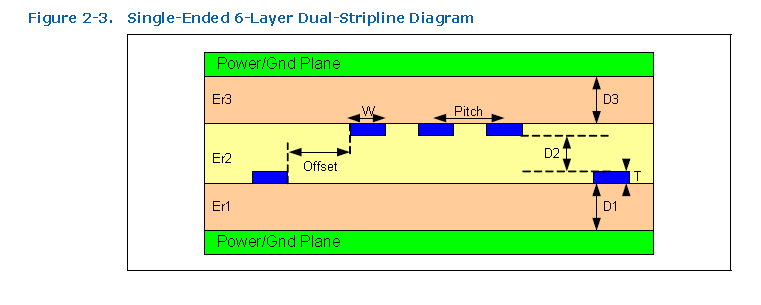 Figure 2-3. Single-Ended 6-Layer Dual-Stripline Diagram
Power/Gnd Plane
Er3
W
Pitch
D3
Er2
Offset
D2
T
Er1
D1
Power/Gnd Plane